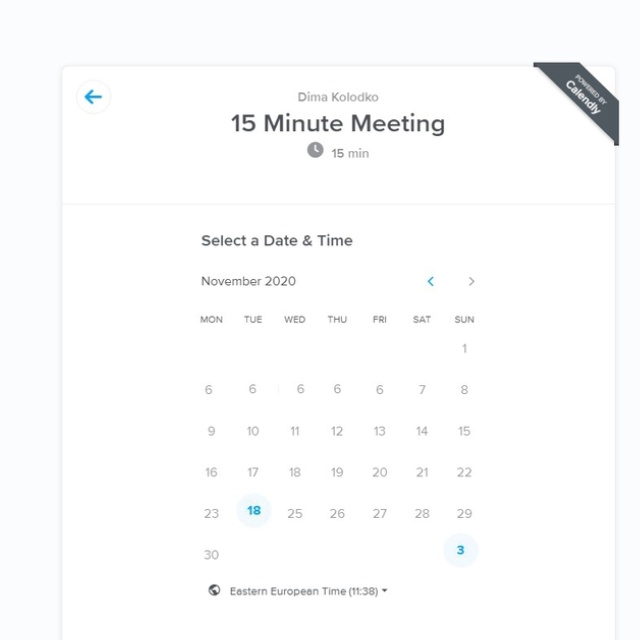 POWERED BY
Calendly
Dima Kolodko
15 Minute Meeting
15 min
Select a Date & Time
November 2020
MON TUE WED THU FRI SAT SUN
1
6 6 6 6 6 7 8
9 10 11 12 13 14 15
16 17 18 19 20 21 22
23 18 25 26 27 28 29
30 3
Eastern European Time (11:38)